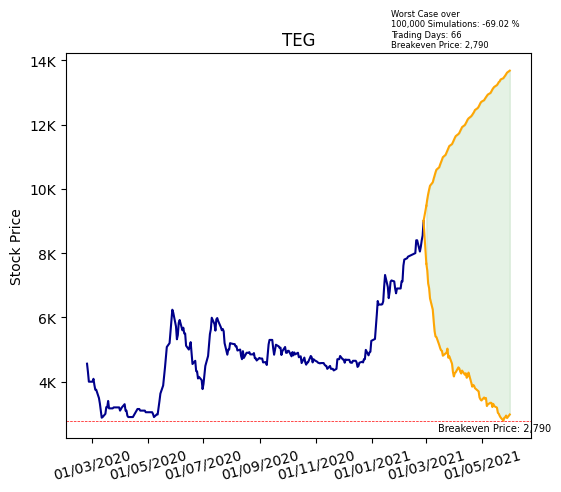 Worst Case over
100,000 Simulations: -69.02 %
Trading Days: 66
Breakeven Price: 2,790
TEG
14K
12K
10K
8K
6K
4K
Stock Price
Breakeven Price: 2,790
01/03/2020
01/05/2020
01/07/2020
01/09/2020
01/11/2020
01/01/2021
01/03/2021
01/05/2021